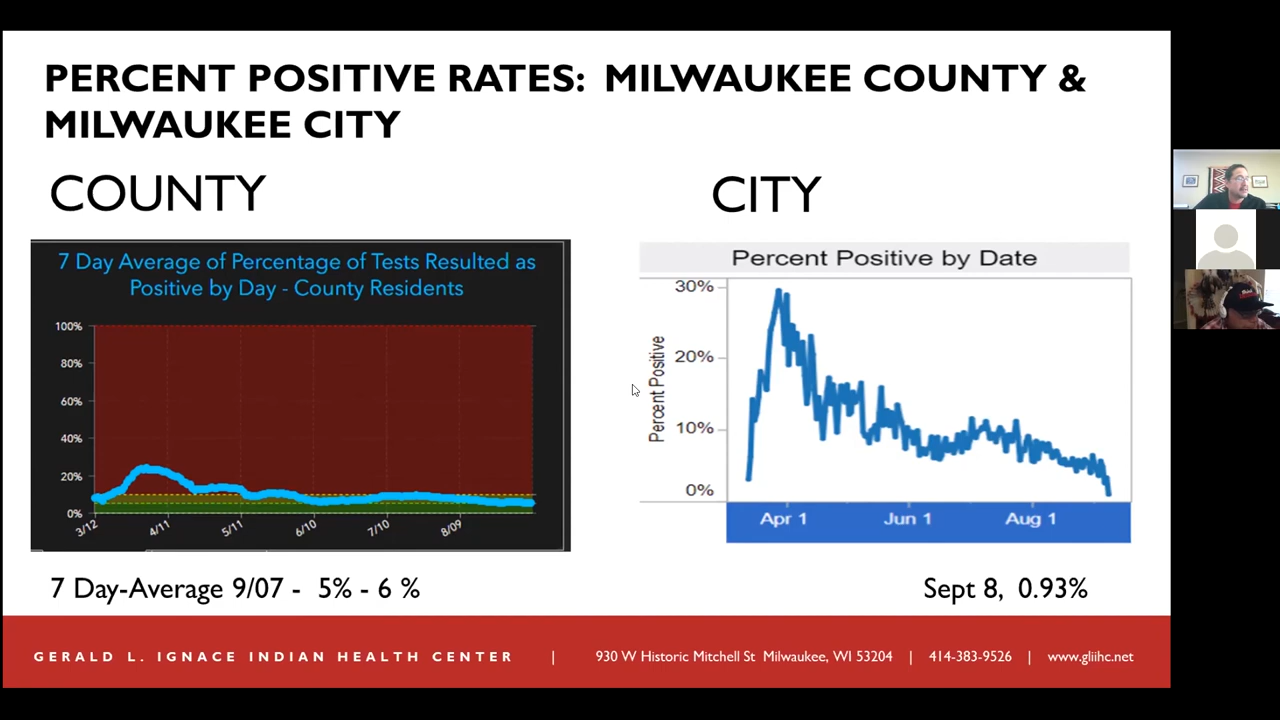 PERCENT POSITIVE RATES: MILWAUKEE COUNTY &
MILWAUKEE CITY
COUNTY
7 Day Average of Percentage of Tests Resulted as
Positive by Day - County Residents
100%
80%
60%
40%
20%
0%
3/12
4/11
5/11
6/10
7/10
8/09
7 Day-Average 9/07 - 5% - 6 %
CITY
Percent Positive by Date
Percent Positive
30%
20%
10%
0%
Apr 1
Jun 1
Aug 1
Sept 8, 0.93%
GERALD L. IGNACE INDIAN HEALTH CENTER | 930 W Historic Mitchell St Milwaukee, WI 53204 | 414-383-9526 | www.gliihc.net